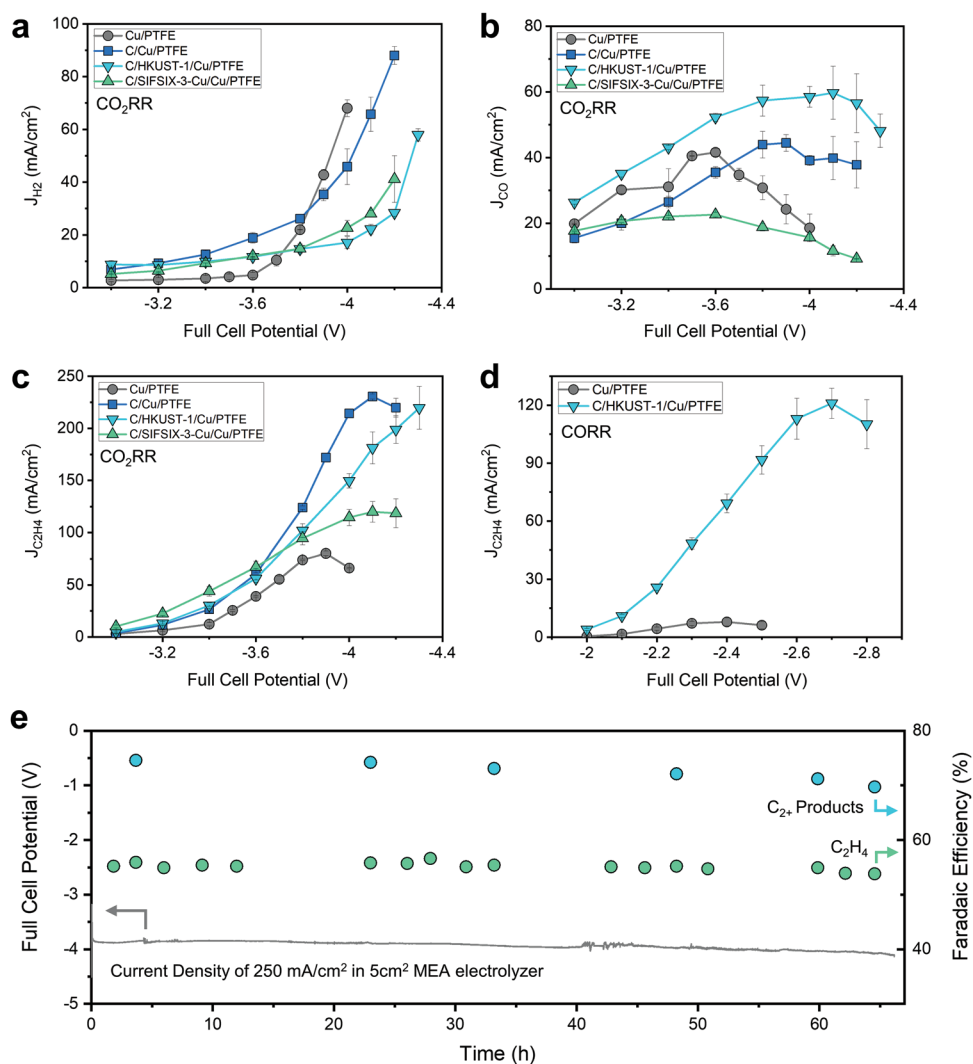 a
Cu/PTFE
C/Cu/PTFE
C/HKUST-1/Cu/PTFE
C/SIFSIX-3-Cu/Cu/PTFE
CO2RR
JH2 (mA/cm²)
100
80
60
40
20
0
-3.2
-3.6
-4
-4.4
Full Cell Potential (V)
b
Cu/PTFE
C/Cu/PTFE
C/HKUST-1/Cu/PTFE
C/SIFSIX-3-Cu/Cu/PTFE
CO2RR
JCO (mA/cm²)
80
60
40
20
0
-3.2
-3.6
-4
-4.4
Full Cell Potential (V)
c
Cu/PTFE
C/Cu/PTFE
C/HKUST-1/Cu/PTFE
C/SIFSIX-3-Cu/Cu/PTFE
CO2RR
JC2H4 (mA/cm²)
250
200
150
100
50
0
-3.2
-3.6
-4
-4.4
Full Cell Potential (V)
d
Cu/PTFE
C/HKUST-1/Cu/PTFE
CORR
JC2H4 (mA/cm²)
120
90
60
30
0
-2
-2.2
-2.4
-2.6
-2.8
Full Cell Potential (V)
e
Full Cell Potential (V)
0
-1
-2
-3
-4
-5
C2+ Products
C2H4
Current Density of 250 mA/cm² in 5cm² MEA electrolyzer
80
60
40
Faradaic Efficiency (%)
0
10
20
30
40
50
60
Time (h)